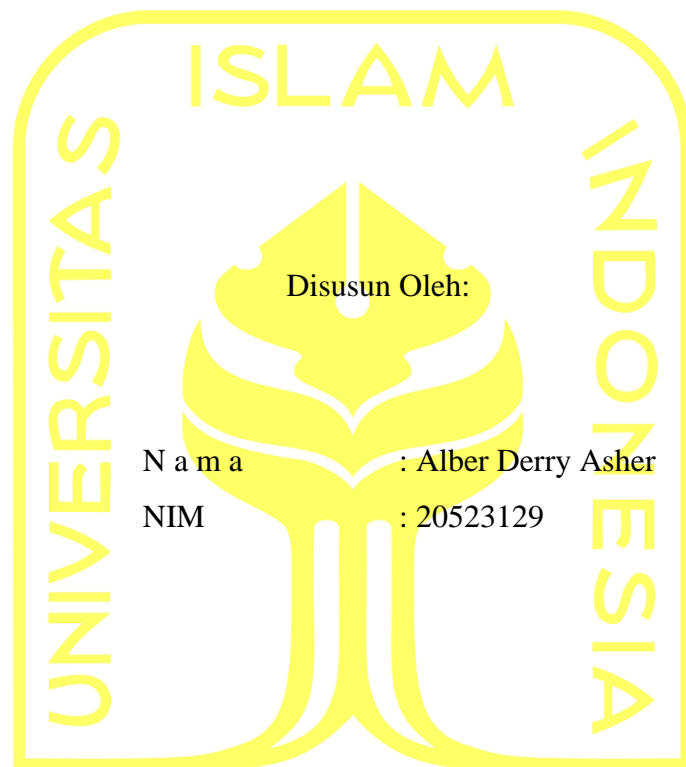 ISLAM
UNIVERSITAS
INDONESIA
Disusun Oleh:
N a m a : Alber Derry Asher
NIM : 20523129